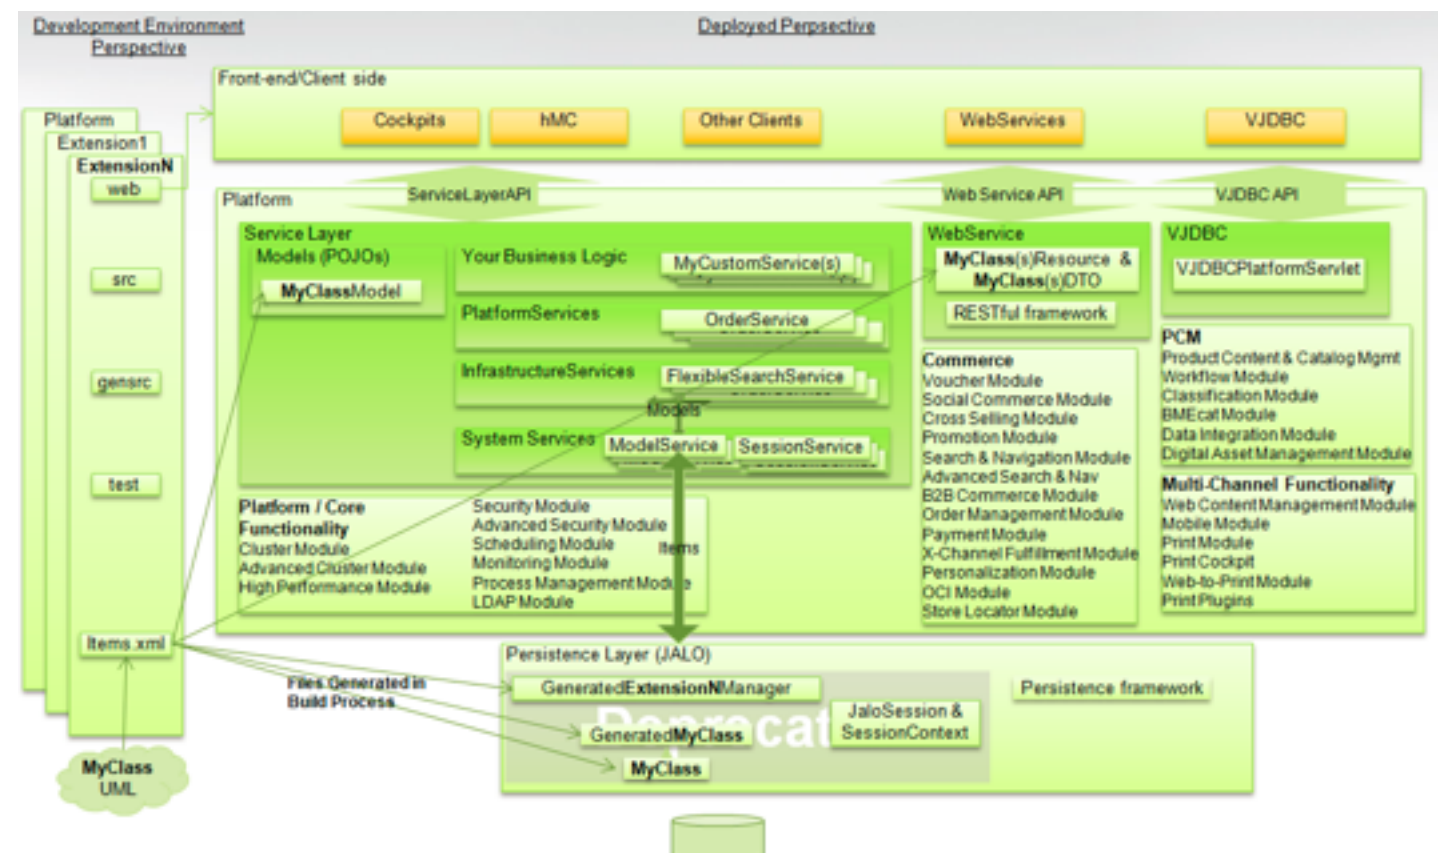 Development Environment
Perspective
Deployed Perpsective
Front-end/Client side
Cockpits
hMC
Other Clients
WebServices
VJDBC
Platform
Extension1
ExtensionN
web
src
gensrc
test
Items.xml
MyClass
UML
ServiceLayerAPI
Web Service API
VJDBC API
Platform
Service Layer
Models (POJOs)
MyClassModel
Your Business Logic
MyCustomService(s)
PlatformServices
OrderService
InfrastructureServices
FlexibleSearchService
Models
System Services
ModelService
SessionService
WebService
MyClass(s)Resource &
MyClass(s)DTO
RESTful framework
VJDBC
VJDBCPlatformServlet
Platform / Core
Functionality
Cluster Module
Advanced Cluster Module
High Performance Module
Security Module
Advanced Security Module
Scheduling Module
Monitoring Module
Process Management Module
LDAP Module
Items
Commerce
Voucher Module
Social Commerce Module
Cross Selling Module
Promotion Module
Search & Navigation Module
Advanced Search & Nav
B2B Commerce Module
Order Management Module
Payment Module
X-Channel Fulfillment Module
Personalization Module
OCI Module
Store Locator Module
PCM
Product Content & Catalog Mgmt
Workflow Module
Classification Module
BMEcat Module
Data Integration Module
Digital Asset Management Module
Multi-Channel Functionality
Web Content Management Module
Mobile Module
Print Module
Print Cockpit
Web-to-Print Module
Print Plugins
Files Generated in
Build Process
Persistence Layer (JALO)
GeneratedExtensionNManager
GeneratedMyClass
MyClass
JaloSession &
SessionContext
Persistence framework